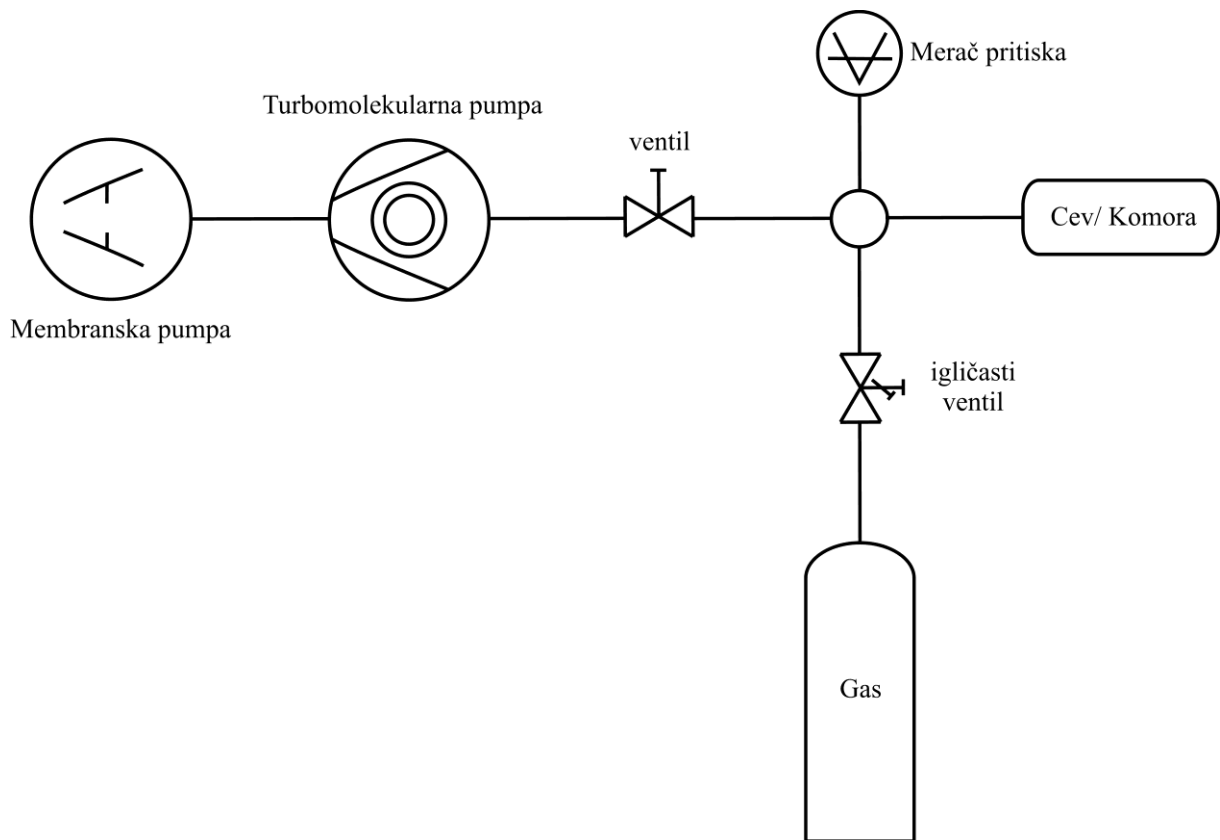 Merač pritiska
Turbomolekularna pumpa
ventil
Cev/ Komora
Membranska pumpa
igličasti
ventil
Gas